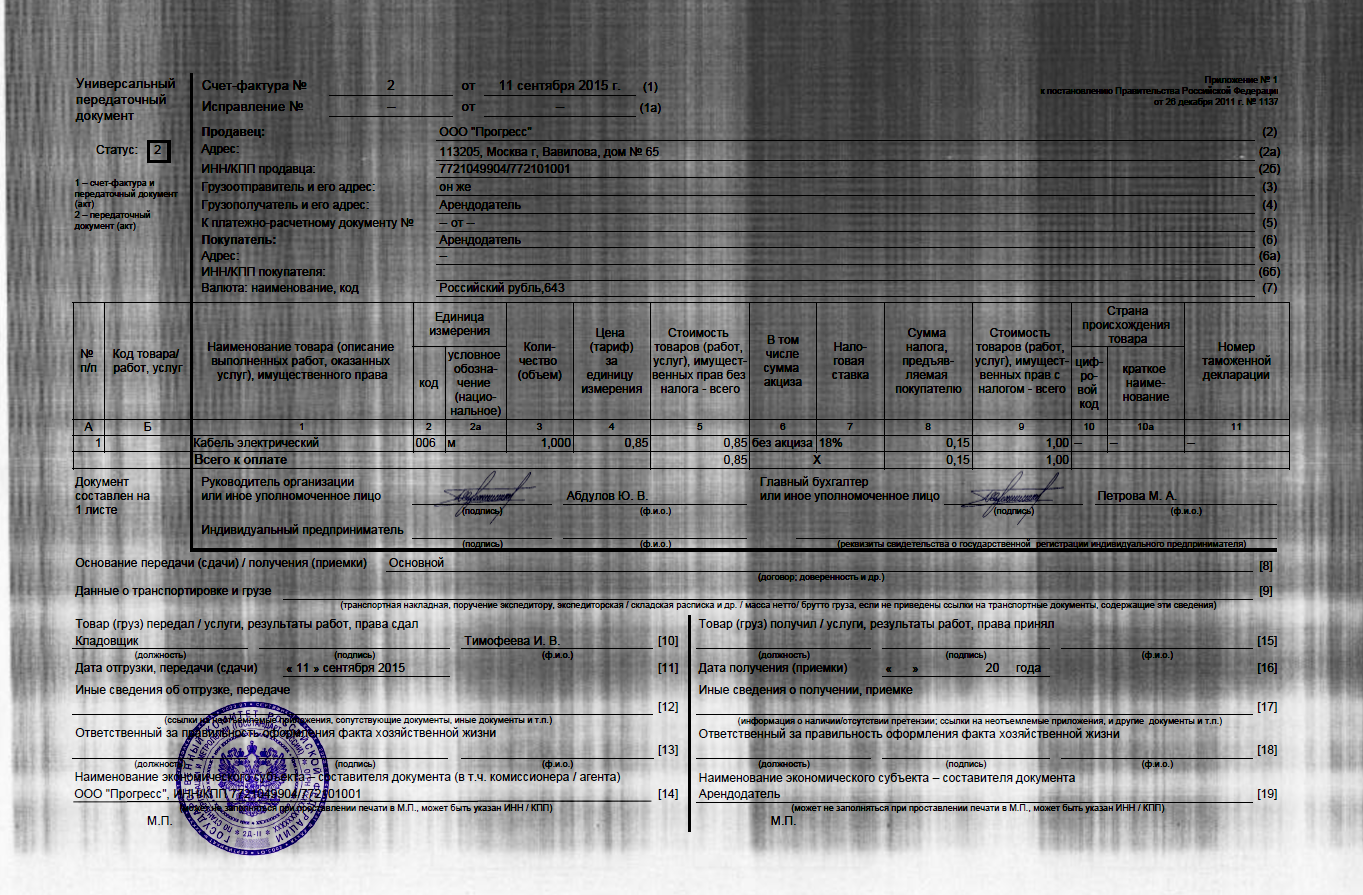 Универсальный
передаточный
документ
Счет-фактура № 2 от 11 сентября 2015 г. (1)
Исправление № – от – (1а)
Приложение № 1
к постановлению Правительства Российской Федерации
от 26 декабря 2011 г. № 1137
Статус: 2
1 – счет-фактура и
передаточный документ
(акт)
2 – передаточный
документ (акт)
Продавец: ООО "Прогресс" (2)
Адрес: 113205, Москва г, Вавилова, дом № 65 (2а)
ИНН/КПП продавца: 7721049904/772101001 (2б)
Грузоотправитель и его адрес: он же (3)
Грузополучатель и его адрес: Арендодатель (4)
К платежно-расчетному документу № – от – (5)
Покупатель: Арендодатель (6)
Адрес: – (6а)
ИНН/КПП покупателя: (6б)
Валюта: наименование, код Российский рубль,643 (7)
№ п/п
Код товара/ работ, услуг
Наименование товара (описание выполненных работ, оказанных услуг), имущественного права
Единица измерения
код
условное обозна- чение (нацио- нальное)
Коли- чество (объем)
Цена (тариф) за единицу измерения
Стоимость товаров (работ, услуг), имущест- венных прав без налога - всего
В том числе сумма акциза
Нало- говая ставка
Сумма налога, предъяв- ляемая покупателю
Стоимость товаров (работ, услуг), имущест- венных прав с налогом - всего
Страна происхождения товара
циф- ро- вой код
краткое наиме- нование
Номер таможенной декларации
А Б 1 2 2а 3 4 5 6 7 8 9 10 10а 11
1 Кабель электрический 006 м 1,000 0,85 0,85 без акциза 18% 0,15 1,00 – – –
Всего к оплате 0,85 Х 0,15 1,00
Документ
составлен на
1 листе
Руководитель организации
или иное уполномоченное лицо Абдулов Ю. В.
(подпись) (ф.и.о.)
Главный бухгалтер
или иное уполномоченное лицо Петрова М. А.
(подпись) (ф.и.о.)
Индивидуальный предприниматель
(подпись) (ф.и.о.) (реквизиты свидетельства о государственной регистрации индивидуального предпринимателя)
Основание передачи (сдачи) / получения (приемки) Основной [8]
(договор; доверенность и др.)
Данные о транспортировке и грузе [9]
(транспортная накладная, поручение экспедитору, экспедиторская / складская расписка и др. / масса нетто/ брутто груза, если не приведены ссылки на транспортные документы, содержащие эти сведения)
Товар (груз) передал / услуги, результаты работ, права сдал
Кладовщик Тимофеева И. В. [10]
(должность) (подпись) (ф.и.о.)
Дата отгрузки, передачи (сдачи) « 11 » сентября 2015 [11]
Иные сведения об отгрузке, передаче
[12]
(ссылки на неотъемлемые приложения, сопутствующие документы, иные документы и т.п.)
Ответственный за правильность оформления факта хозяйственной жизни
[13]
(должность) (подпись) (ф.и.о.)
Наименование экономического субъекта – составителя документа (в т.ч. комиссионера / агента)
ООО "Прогресс", ИНН/КПП 7721049904/772101001 [14]
(может не заполняться при проставлении печати в М.П., может быть указан ИНН / КПП)
М.П.
Товар (груз) получил / услуги, результаты работ, права принял
[15]
(должность) (подпись) (ф.и.о.)
Дата получения (приемки) « » 20 года [16]
Иные сведения о получении, приемке
[17]
(информация о наличии/отсутствии претензии; ссылки на неотъемлемые приложения, и другие документы и т.п.)
Ответственный за правильность оформления факта хозяйственной жизни
[18]
(должность) (подпись) (ф.и.о.)
Наименование экономического субъекта – составителя документа
Арендодатель [19]
(может не заполняться при проставлении печати в М.П., может быть указан ИНН / КПП)
М.П.